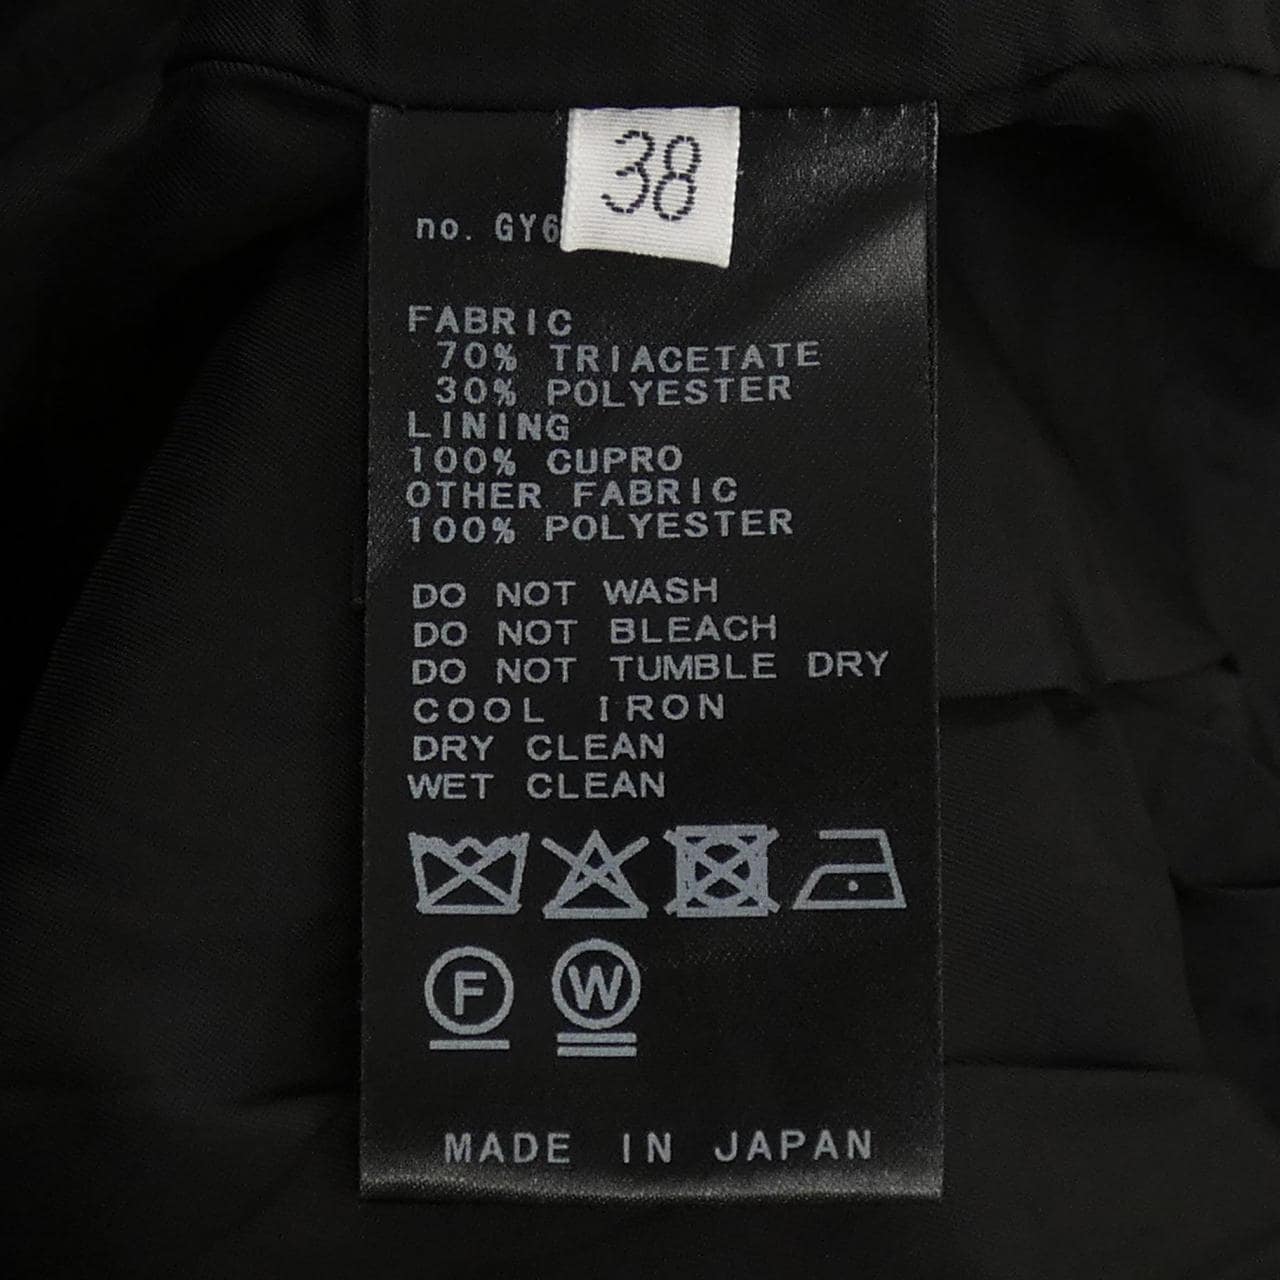 38
no. GY6
FABRIC
70% TRIACETATE
30% POLYESTER
LINING
100% CUPRO
OTHER FABRIC
100% POLYESTER
DO NOT WASH
DO NOT BLEACH
DO NOT TUMBLE DRY
COOL IRON
DRY CLEAN
WET CLEAN
F W
MADE IN JAPAN